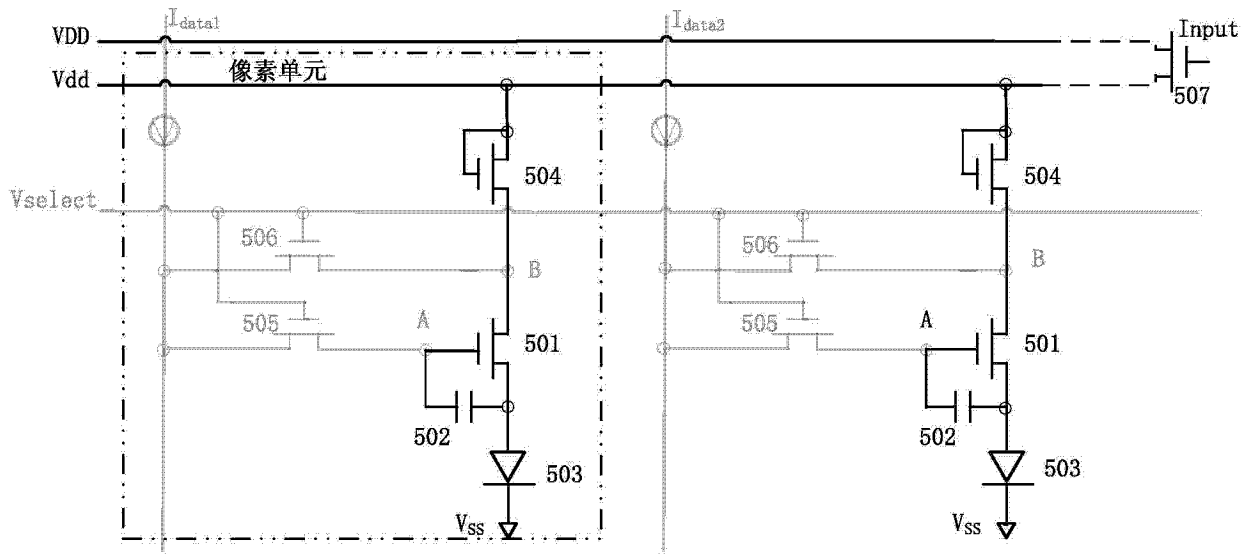 Idata1
Idata2
VDD
Input
像素单元
Vdd
507
504
504
Vselect
506
506
B
B
505
A
501
505
A
501
502
502
503
503
VSS
VSS